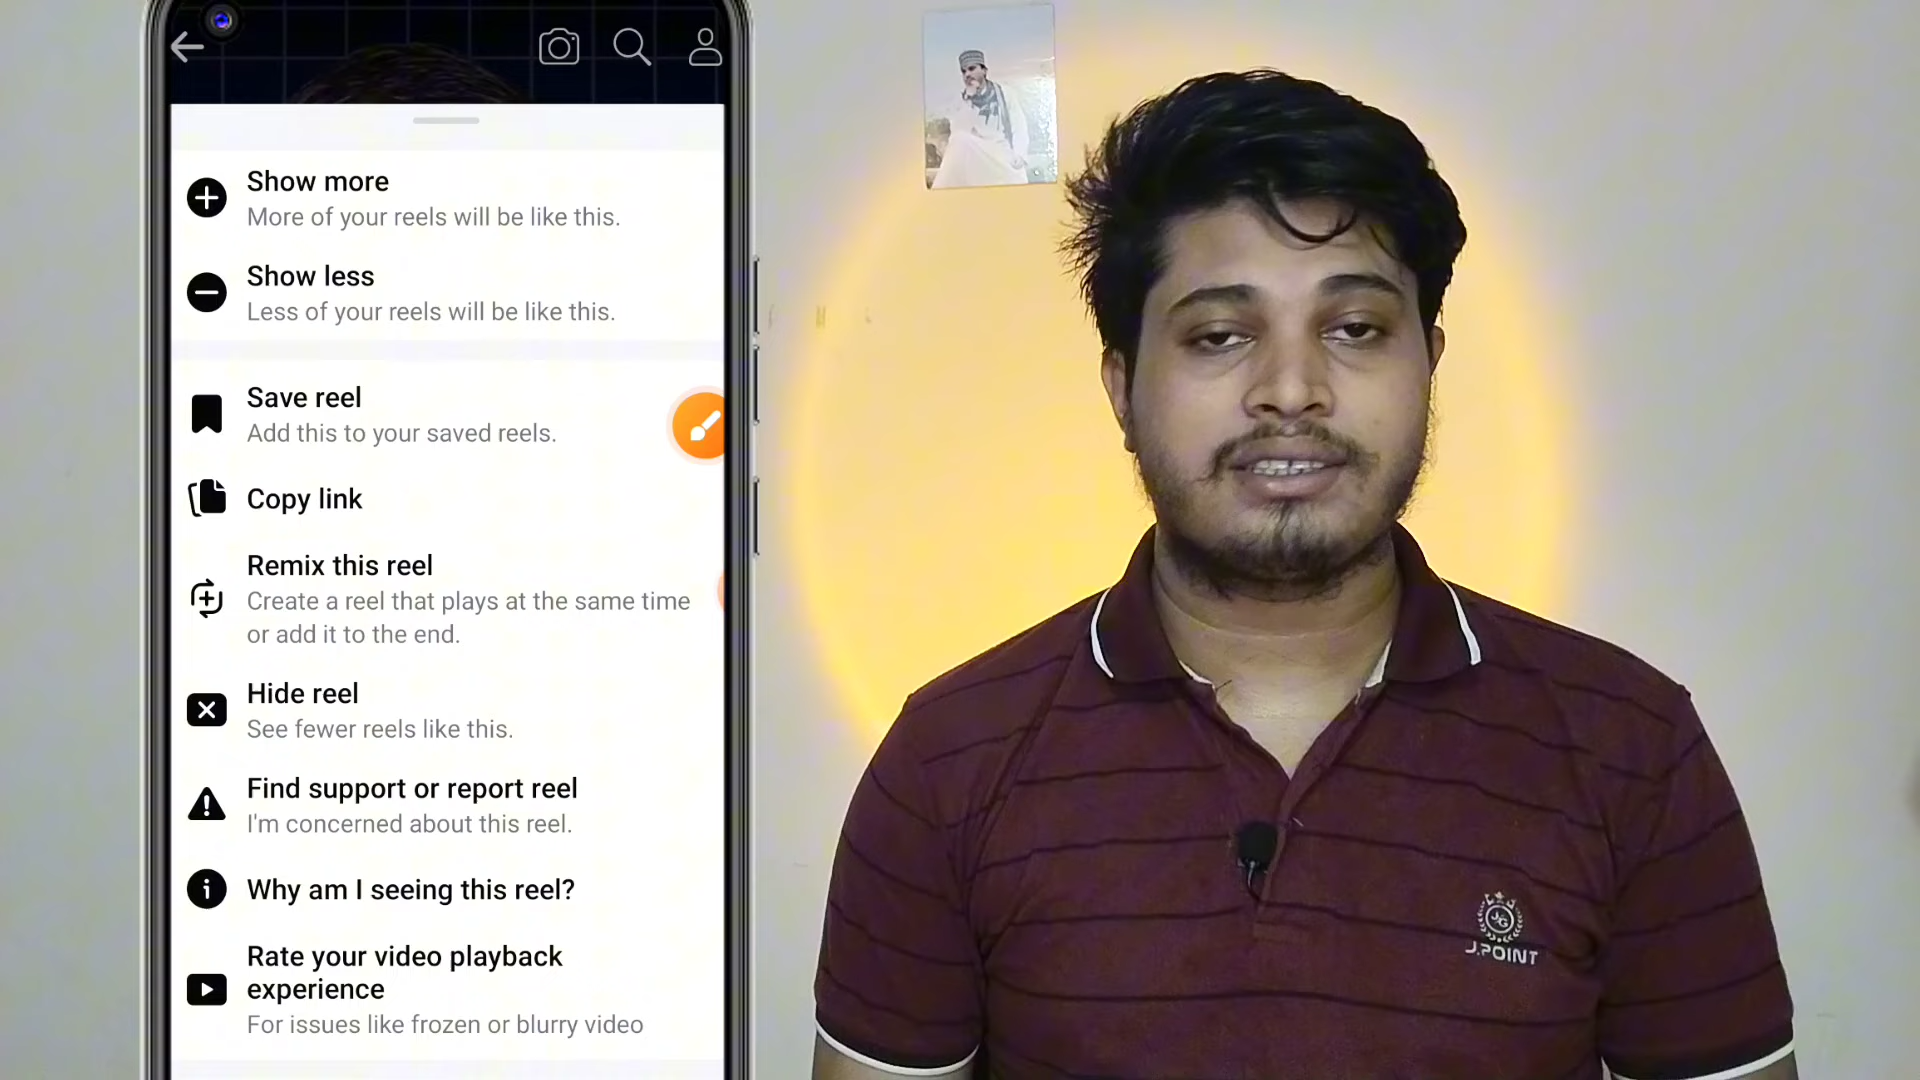 Show more
More of your reels will be like this.
Show less
Less of your reels will be like this.
Save reel
Add this to your saved reels.
Copy link
Remix this reel
Create a reel that plays at the same time
or add it to the end.
Hide reel
See fewer reels like this.
Find support or report reel
I'm concerned about this reel.
Why am I seeing this reel?
Rate your video playback
experience
For issues like frozen or blurry video
JG
J.POINT